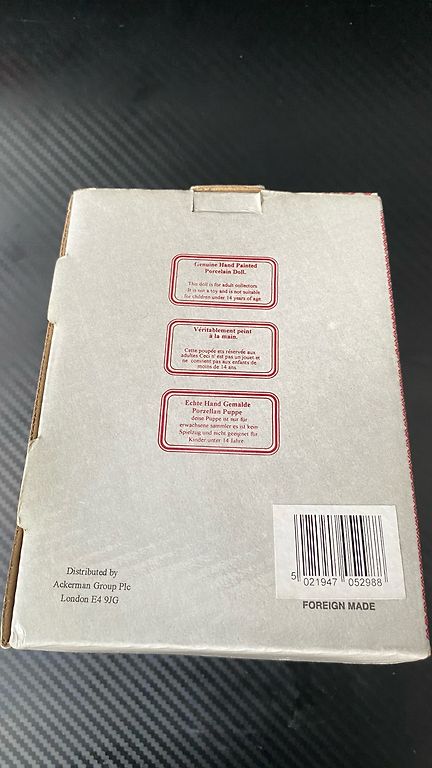 Genuine Hand Painted
Porcelain Doll.
This doll is for adult collectors
It is not a toy and is not suitable
for children under 14 years of age
Véritablement peint
à la main.
Cette poupée ets réservée aux
adultes Ceci n' est pas un jouet et
ne convient pas aux enfants de
moins de 14 ans.
Echte Hand Gemalde
Porzellan Puppe
deise Puppe ist nur für
erwachsene sammler es ist kein
Spielzug und nicht geegnet für
Kinder unter 14 Jahre
Distributed by
Ackerman Group Plc
London E4 9JG
5 021947 052988
FOREIGN MADE